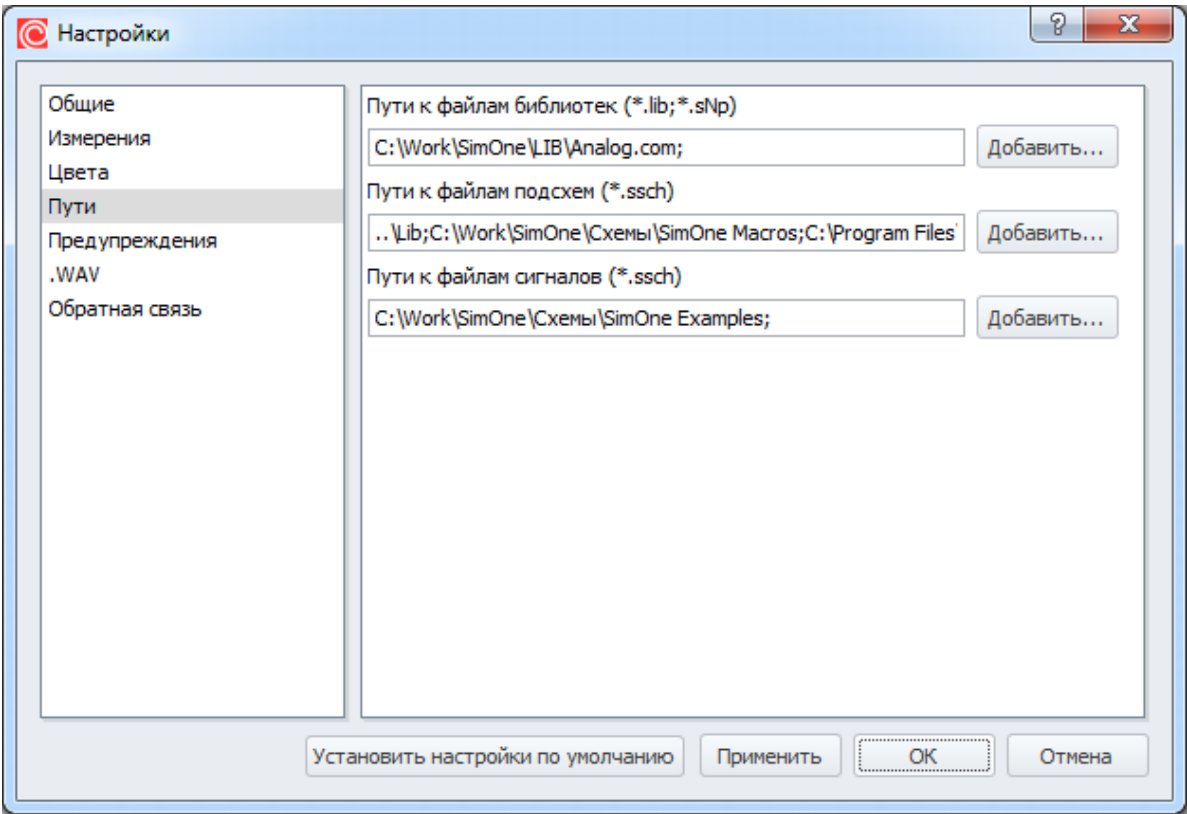 Настройки
Общие
Измерения
Цвета
Пути
Предупреждения
.WAV
Обратная связь
Пути к файлам библиотек (*.lib;*.sNp)
C:\Work\SimOne\LIB\Analog.com;
Добавить...
Пути к файлам подсхем (*.ssch)
..\Lib;C:\Work\SimOne\Схемы\SimOne Macros;C:\Program Files\
Добавить...
Пути к файлам сигналов (*.ssch)
C:\Work\SimOne\Схемы\SimOne Examples;
Добавить...
Установить настройки по умолчанию
Применить
OK
Отмена